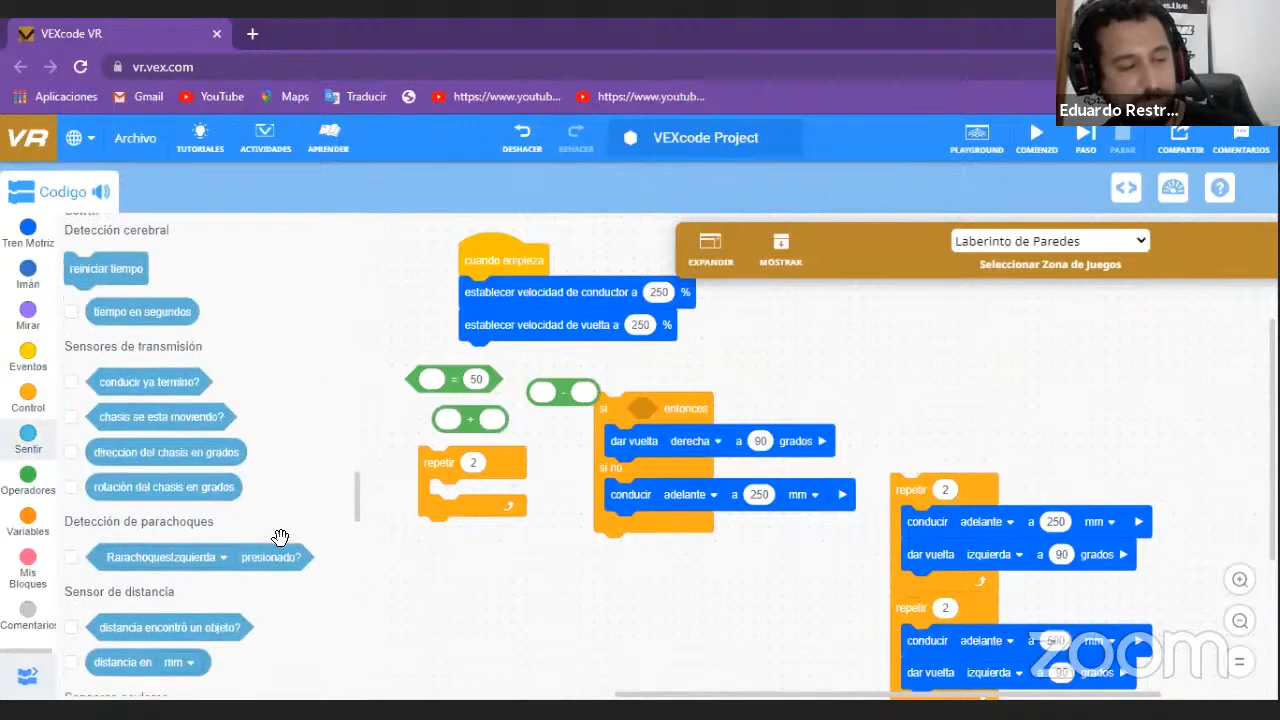 VEXcode VR
vr.vex.com
Aplicaciones Gmail YouTube Maps Traducir https://www.youtub... https://www.youtub...
Eduardo Restr...
VR Archivo TUTORIALES ACTIVIDADES APRENDER DESHACER REHACER VEXcode Project PLAYGROUND COMIENZO PASO PARAR COMPARTIR COMENTARIOS
Codigo
Tren Motriz
Imán
Mirar
Eventos
Control
Sentir
Operadores
Variables
Mis
Bloques
Comentarios
Detección cerebral
reiniciar tiempo
tiempo en segundos
Sensores de transmisión
conducir ya termino?
chasis se esta moviendo?
direccion del chasis en grados
rotación del chasis en grados
Detección de parachoques
RarachoqueIzquierda presionado?
Sensor de distancia
distancia encontró un objeto?
distancia en mm
cuando empieza
establecer velocidad de conductor a 250 %
establecer velocidad de vuelta a 250 %
= 50
-
+
repetir 2
si entonces
dar vuelta derecha a 90 grados
si no
conducir adelante a 250 mm
EXPANDIR
MOSTRAR
Laberinto de Paredes
Seleccionar Zona de Juegos
repetir 2
conducir adelante a 250 mm
dar vuelta izquierda a 90 grados
repetir 2
conducir adelante a 500 mm
dar vuelta izquierda a 90 grados
zoom